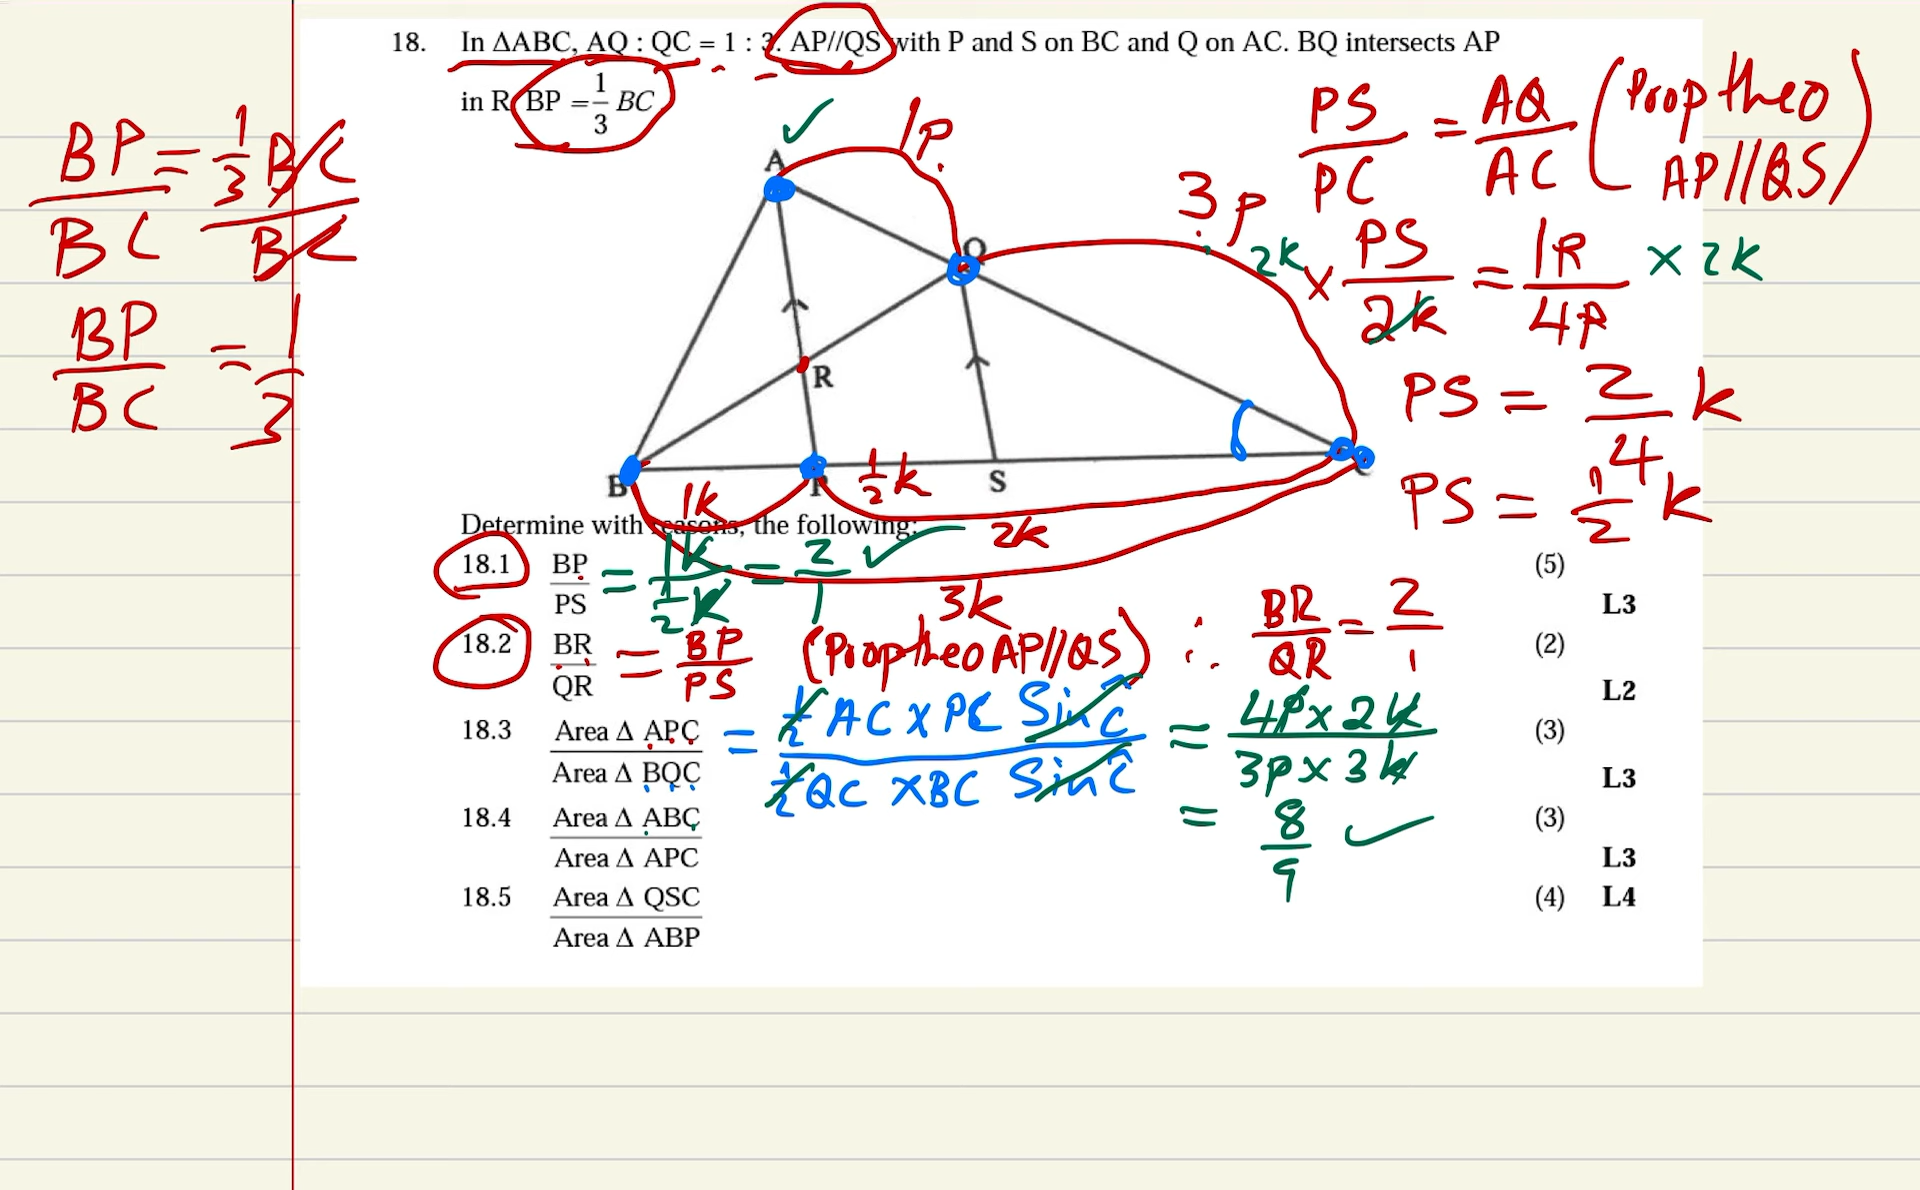 18. In ΔABC, AQ : QC = 1 : 3. AP//QS with P and S on BC and Q on AC. BQ intersects AP
in R. BP = 1/3 BC
BP/BC = 1/3 BC/BC
BP/BC = 1/3
PS/PC = AQ/AC (Prop theo AP//QS)
2k × PS/2k = 1P/4P × 2k
PS = 2/4 k
PS = 1/2 k
A
1P
3P
Q
R
B
P
S
C
1k
1/2 k
2k
3k
Determine with reasons, the following:
18.1 BP/PS = 1k / 1/2 k = 2/1 (5)
L3
18.2 BR/QR = BP/PS (Prop theo AP//QS) ∴ BR/QR = 2/1 (2)
L2
18.3 Area Δ APC / Area Δ BQC = 1/2 AC × PC Sin Ĉ / 1/2 QC × BC Sin Ĉ = 4P × 2k / 3P × 3k (3)
= 8/9
L3
18.4 Area Δ ABC / Area Δ APC (3)
L3
18.5 Area Δ QSC / Area Δ ABP (4) L4